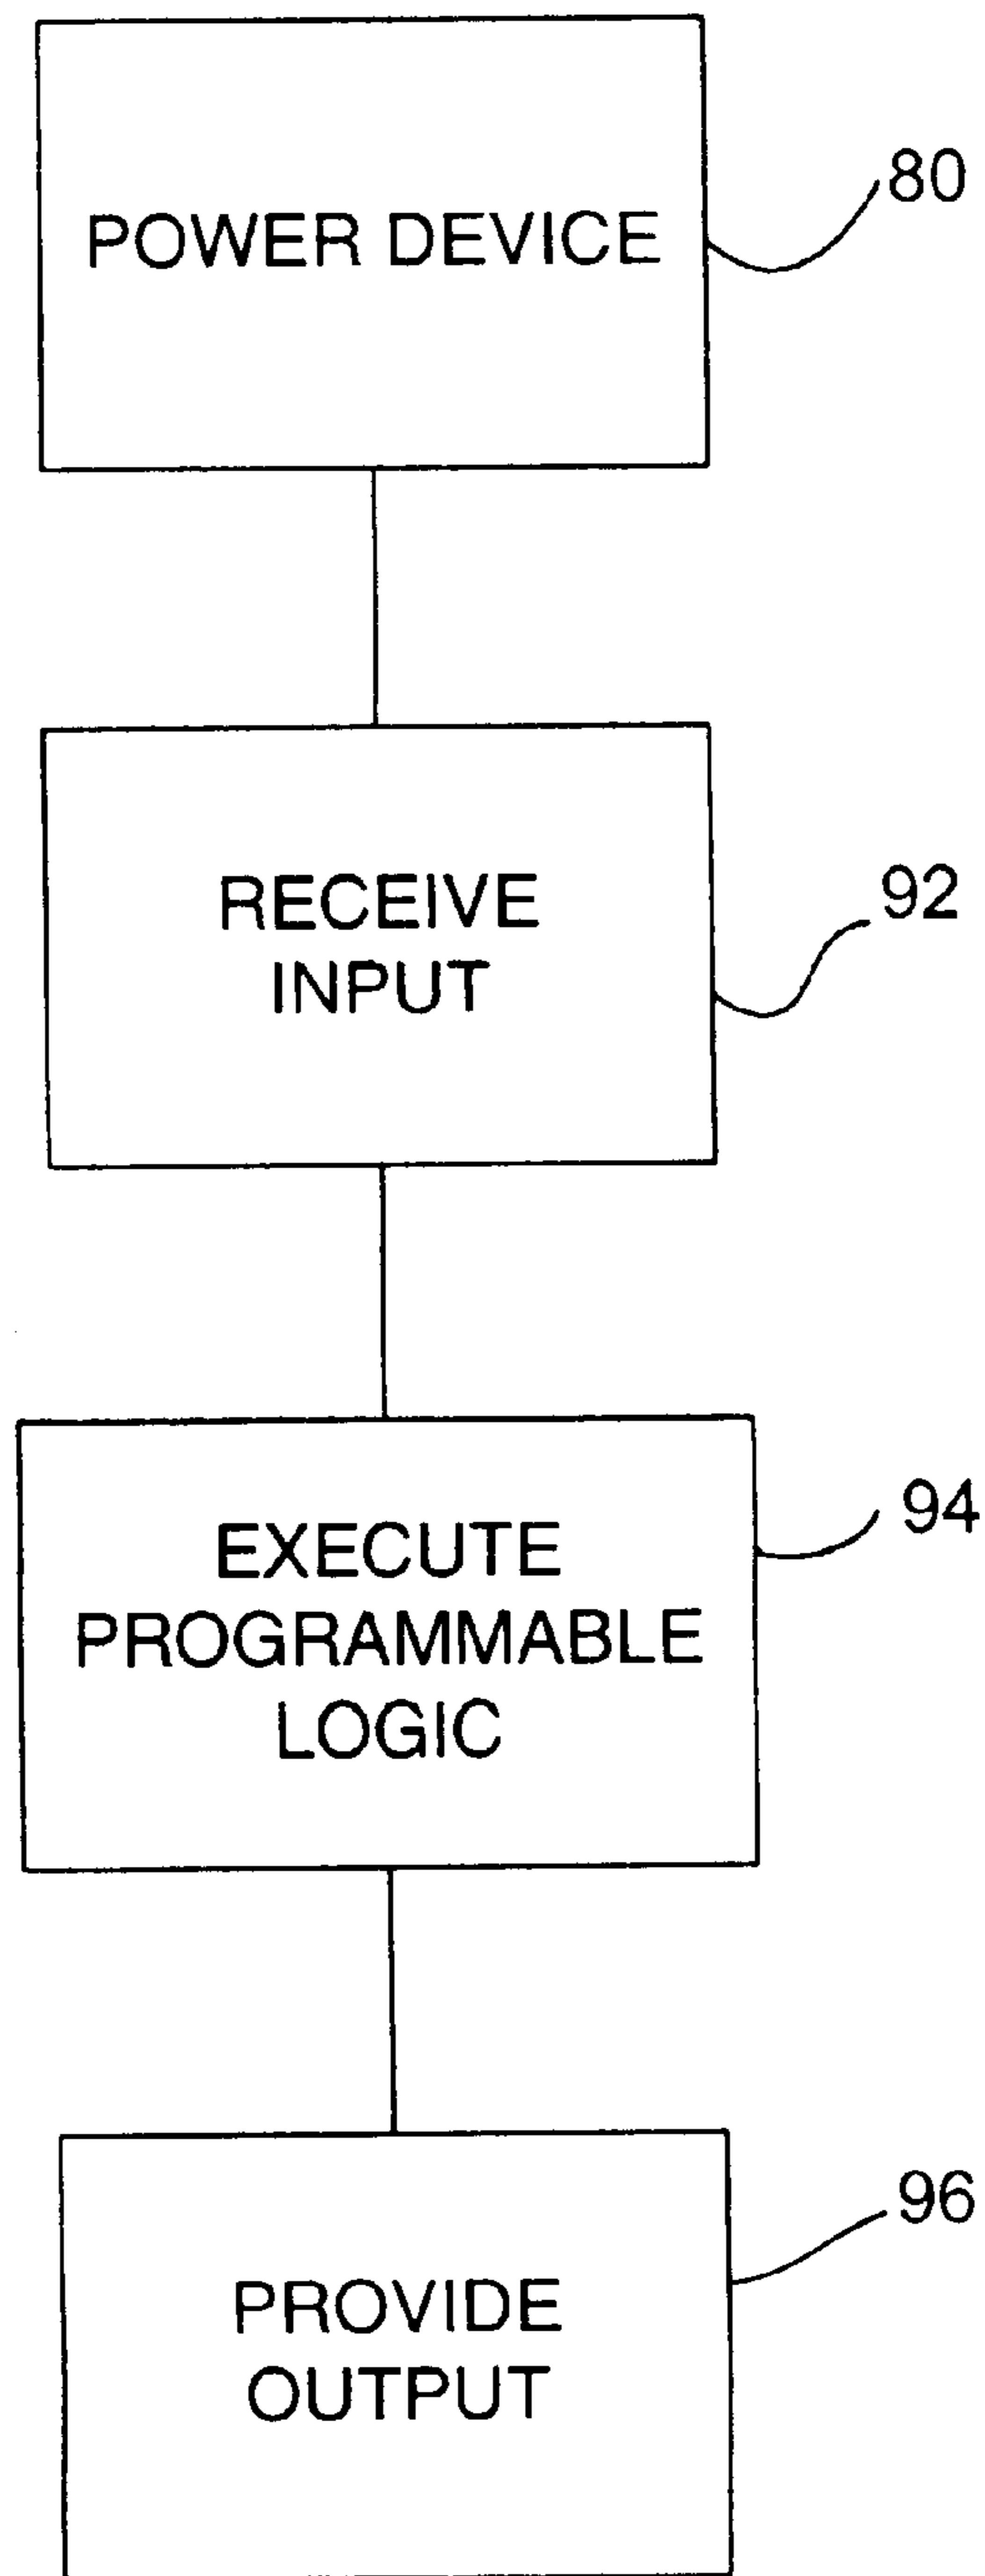 POWER DEVICE
80
RECEIVE
INPUT
92
EXECUTE
PROGRAMMABLE
LOGIC
94
PROVIDE
OUTPUT
96